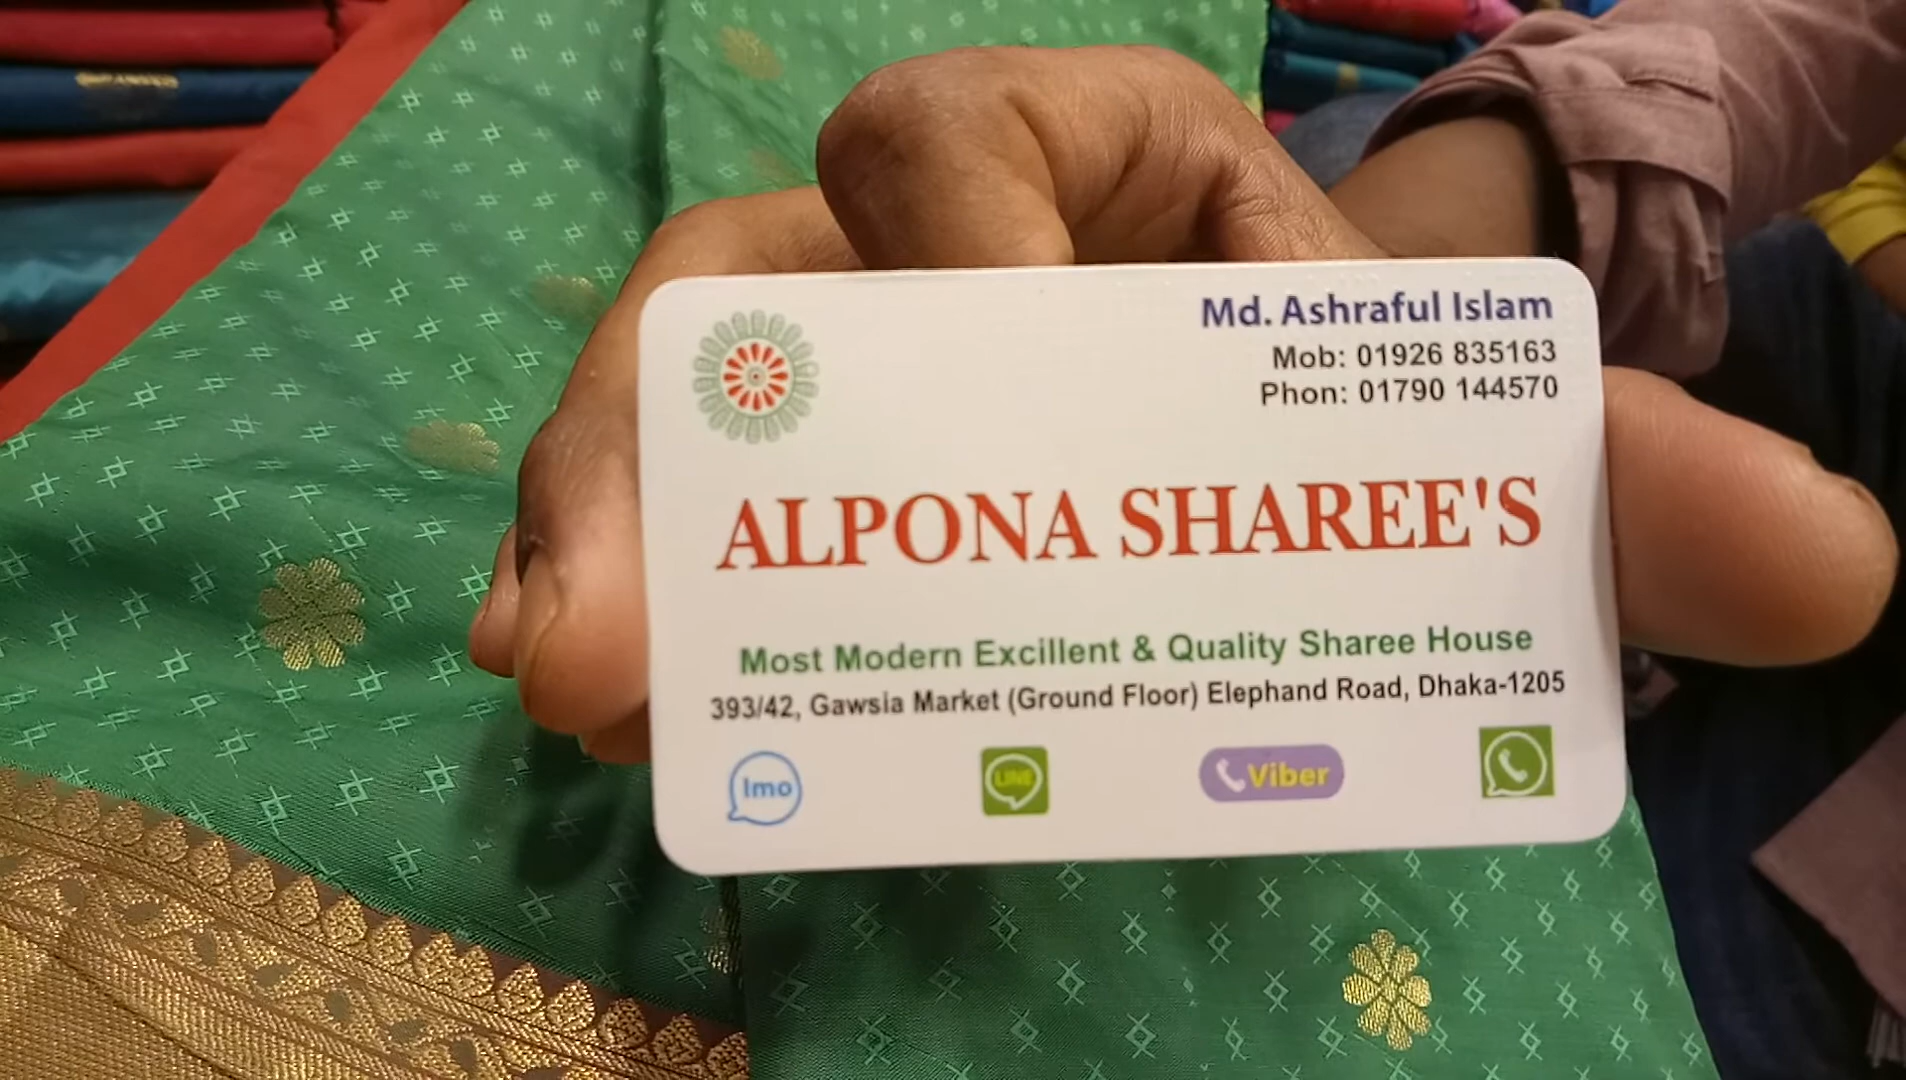 Md. Ashraful Islam
Mob: 01926 835163
Phon: 01790 144570
ALPONA SHAREE'S
Most Modern Excillent & Quality Sharee House
393/42, Gawsia Market (Ground Floor) Elephand Road, Dhaka-1205
Imo LINE Viber